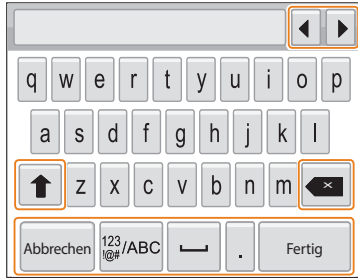 q w e r t y u i o p
a s d f g h j k l
z x c v b n m
Abbrechen 123!@#/ABC . Fertig